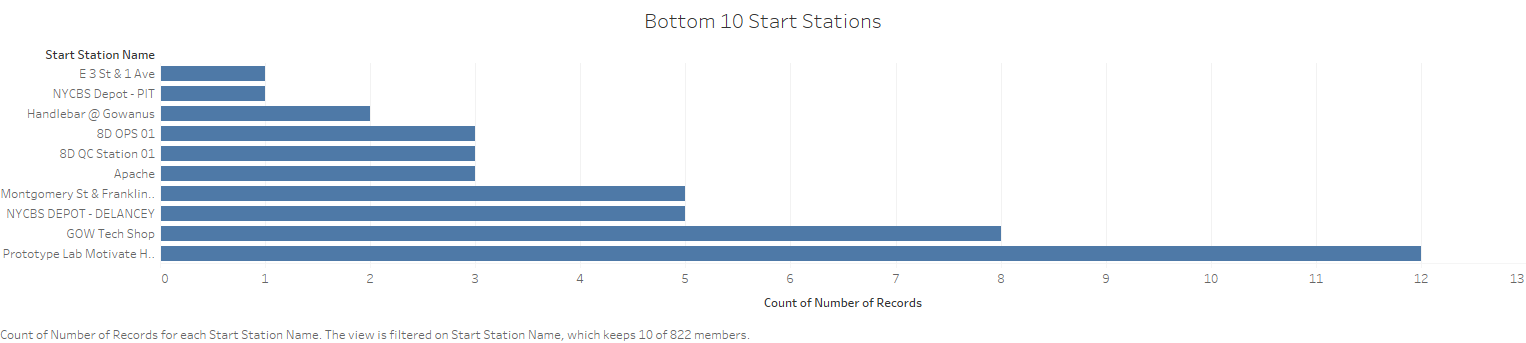 Bottom 10 Start Stations
Start Station Name
E 3 St & 1 Ave
NYCBS Depot - PIT
Handlebar @ Gowanus
8D OPS 01
8D QC Station 01
Apache
Montgomery St & Franklin..
NYCBS DEPOT - DELANCEY
GOW Tech Shop
Prototype Lab Motivate H..
0 1 2 3 4 5 6 7 8 9 10 11 12 13
Count of Number of Records
Count of Number of Records for each Start Station Name. The view is filtered on Start Station Name, which keeps 10 of 822 members.